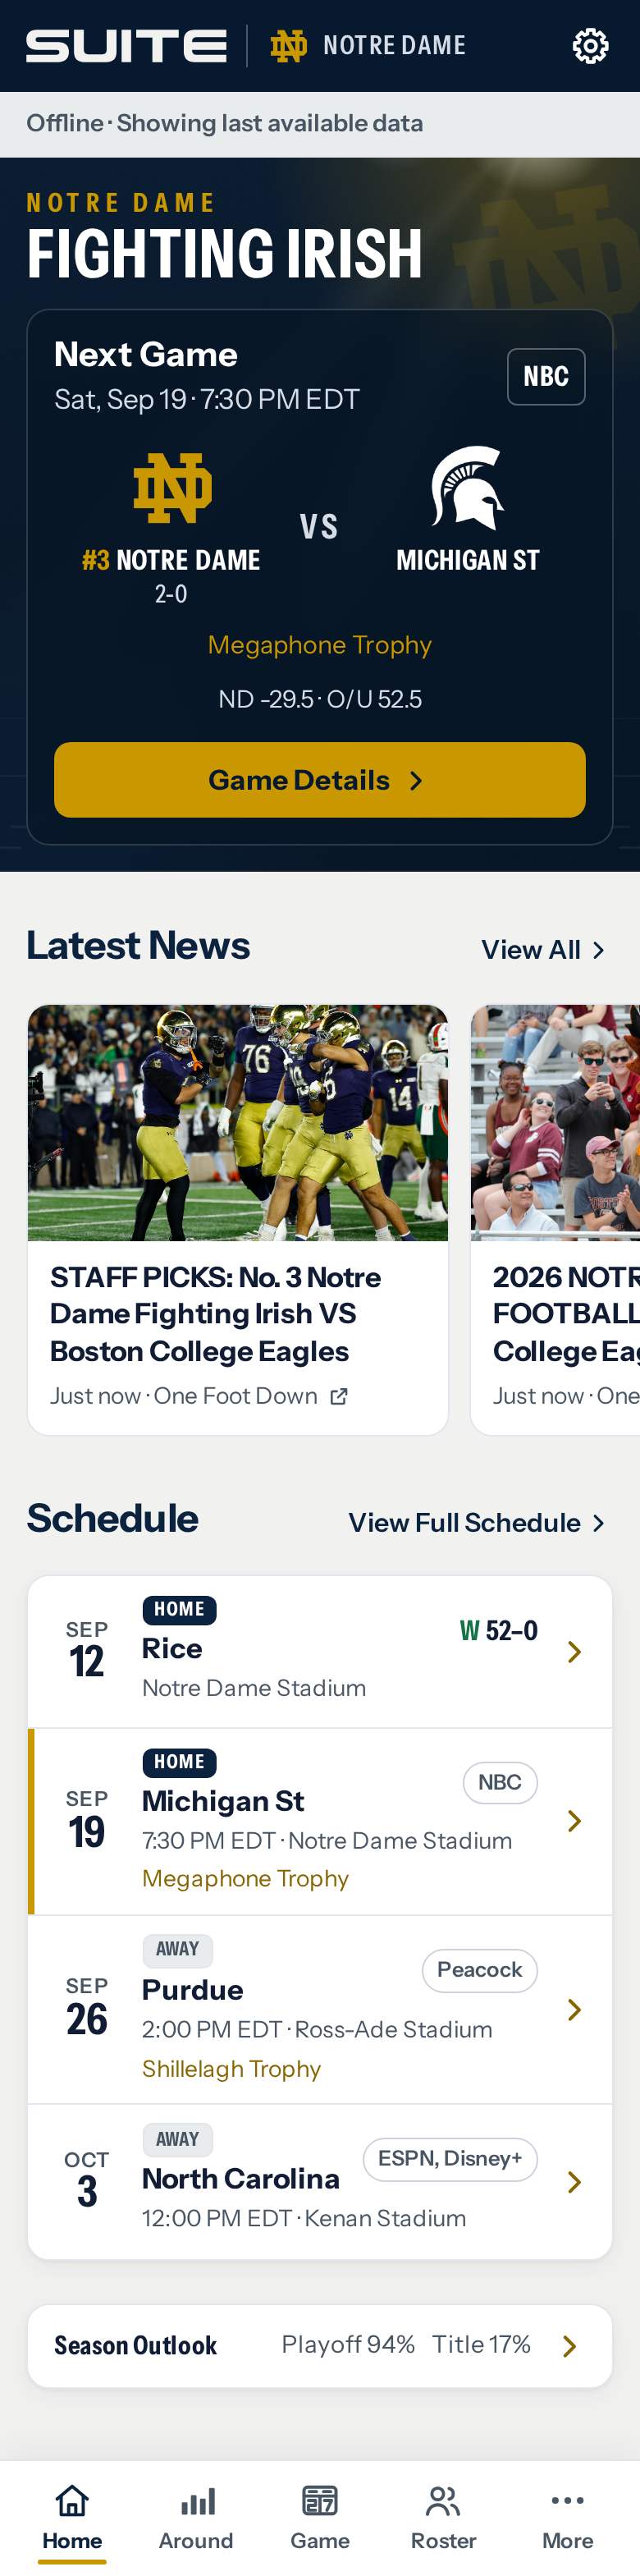 SUITE
NOTRE DAME
Offline · Showing last available data
NOTRE DAME
FIGHTING IRISH
Next Game
Sat, Sep 19 · 7:30 PM EDT
NBC
VS
#3 NOTRE DAME
MICHIGAN ST
2-0
Megaphone Trophy
ND -29.5 · O/U 52.5
Game Details
Latest News
View All
76
14
STAFF PICKS: No. 3 Notre
Dame Fighting Irish VS
Boston College Eagles
Just now · One Foot Down
2026 NOTR
FOOTBALL
College Eag
Just now · One
Schedule
View Full Schedule
SEP
12
HOME
Rice
Notre Dame Stadium
W 52–0
SEP
19
HOME
Michigan St
7:30 PM EDT · Notre Dame Stadium
Megaphone Trophy
NBC
SEP
26
AWAY
Purdue
2:00 PM EDT · Ross-Ade Stadium
Shillelagh Trophy
Peacock
OCT
3
AWAY
North Carolina
12:00 PM EDT · Kenan Stadium
ESPN, Disney+
Season Outlook
Playoff 94% Title 17%
Home
Around
Game
Roster
More